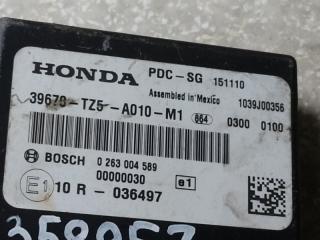 HONDA PDC-SG 151110
39670-TZ5-A010-M1 Assembled in Mexico 1039J00356
664 0300 0100
BOSCH 0 263 004 589
00000030 e1
E1 10 R - 036497